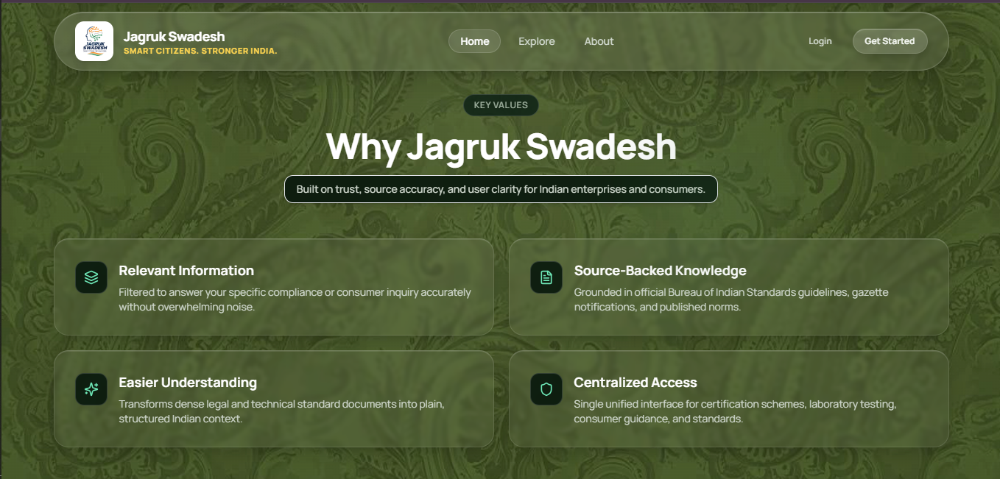 JAGRUK
SWADESH
Jagruk Swadesh
SMART CITIZENS. STRONGER INDIA.
Home
Explore
About
Login
Get Started
KEY VALUES
Why Jagruk Swadesh
Built on trust, source accuracy, and user clarity for Indian enterprises and consumers.
Relevant Information
Filtered to answer your specific compliance or consumer inquiry accurately
without overwhelming noise.
Source-Backed Knowledge
Grounded in official Bureau of Indian Standards guidelines, gazette
notifications, and published norms.
Easier Understanding
Transforms dense legal and technical standard documents into plain,
structured Indian context.
Centralized Access
Single unified interface for certification schemes, laboratory testing,
consumer guidance, and standards.